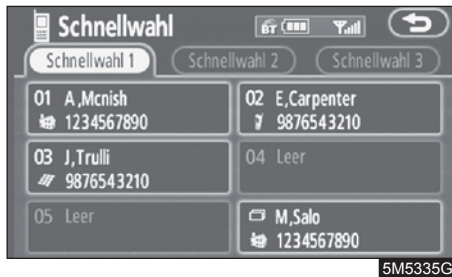 Schnellwahl
BT
Schnellwahl 1 Schnellwahl 2 Schnellwahl 3
01 A,Mcnish
1234567890
02 E,Carpenter
9876543210
03 J,Trulli
9876543210
04 Leer
05 Leer
M,Salo
1234567890
5M5335G